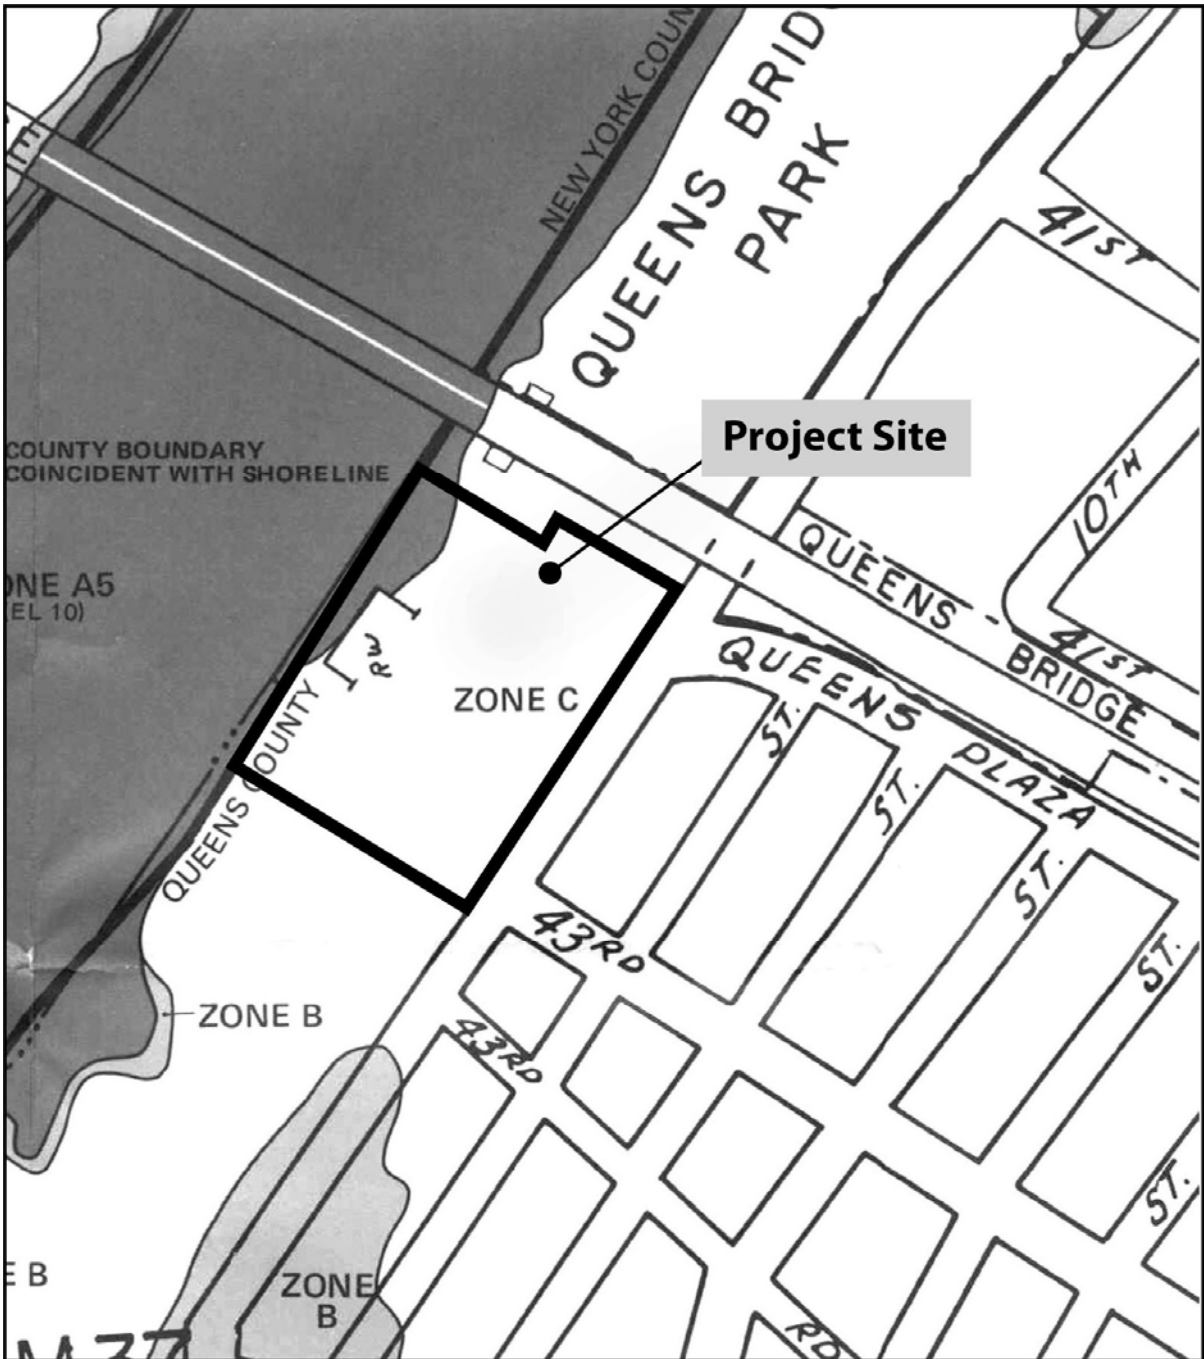 NEW YORK COUN
QUEENS BRIDG
PARK
41ST
Project Site
COUNTY BOUNDARY
COINCIDENT WITH SHORELINE
10TH
QUEENS
BRIDGE
41ST
ONE A5
(EL 10)
RW
ZONE C
QUEENS COUNTY
QUEENS PLAZA
ST.
ST.
ST.
ST.
ST.
43RD
43RD
ZONE B
E B
ZONE
B
RD